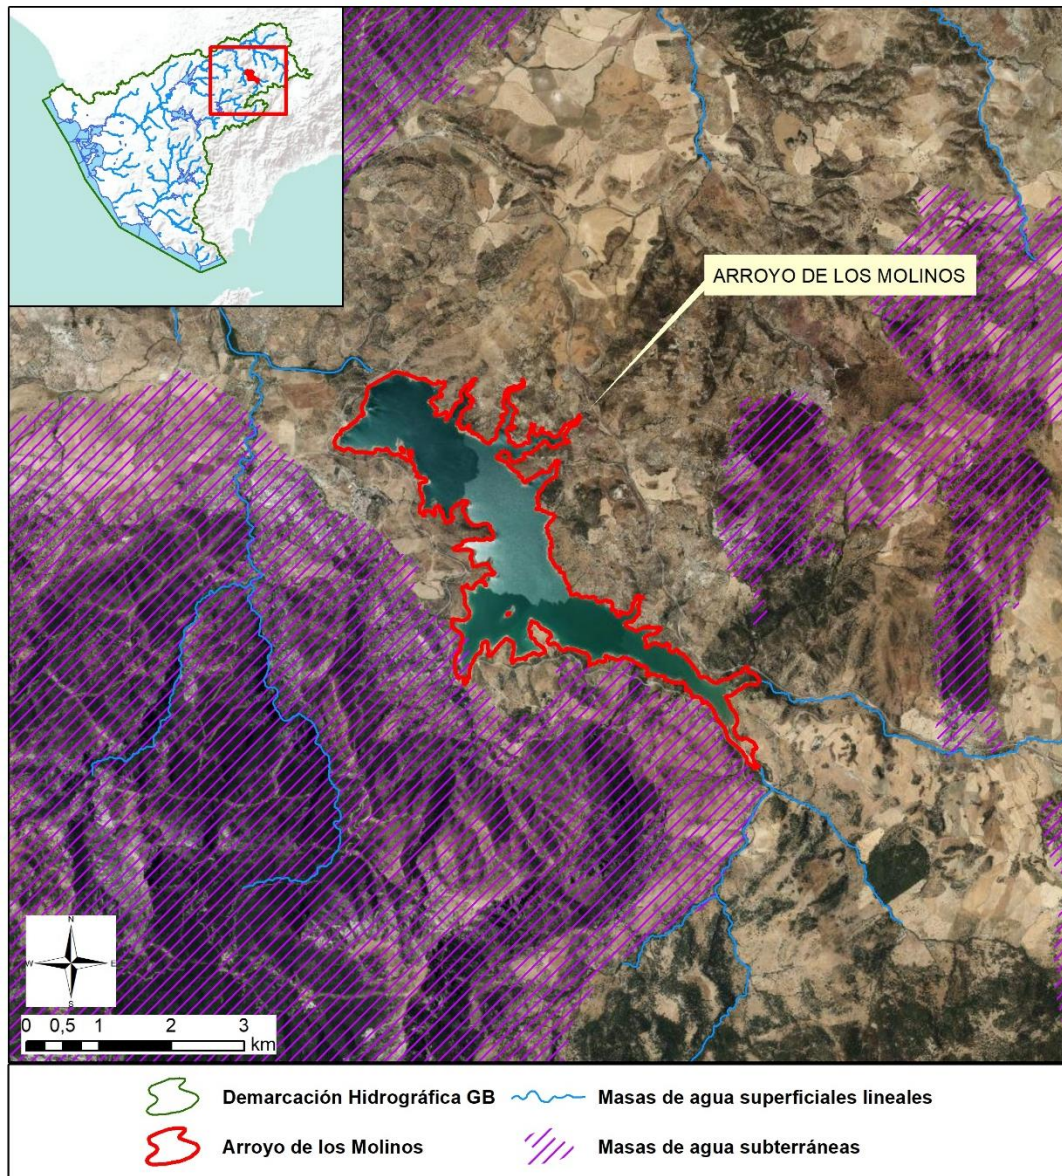 ARROYO DE LOS MOLINOS
N
W E
S
0 0,5 1 2 3
km
Demarcación Hidrográfica GB
Masas de agua superficiales lineales
Arroyo de los Molinos
Masas de agua subterráneas